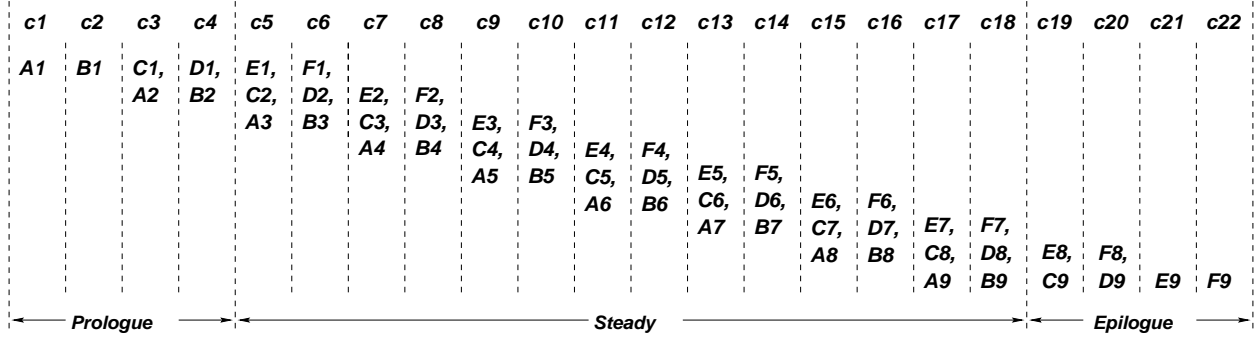 c1 c2 c3 c4 c5 c6 c7 c8 c9 c10 c11 c12 c13 c14 c15 c16 c17 c18 c19 c20 c21 c22
A1 B1 C1, D1, E1, F1,
A2 B2 C2, D2, E2, F2,
A3 B3 C3, D3, E3, F3,
A4 B4 C4, D4, E4, F4,
A5 B5 C5, D5, E5, F5,
A6 B6 C6, D6, E6, F6,
A7 B7 C7, D7, E7, F7,
A8 B8 C8, D8, E8, F8,
A9 B9 C9 D9 E9 F9
Prologue Steady Epilogue